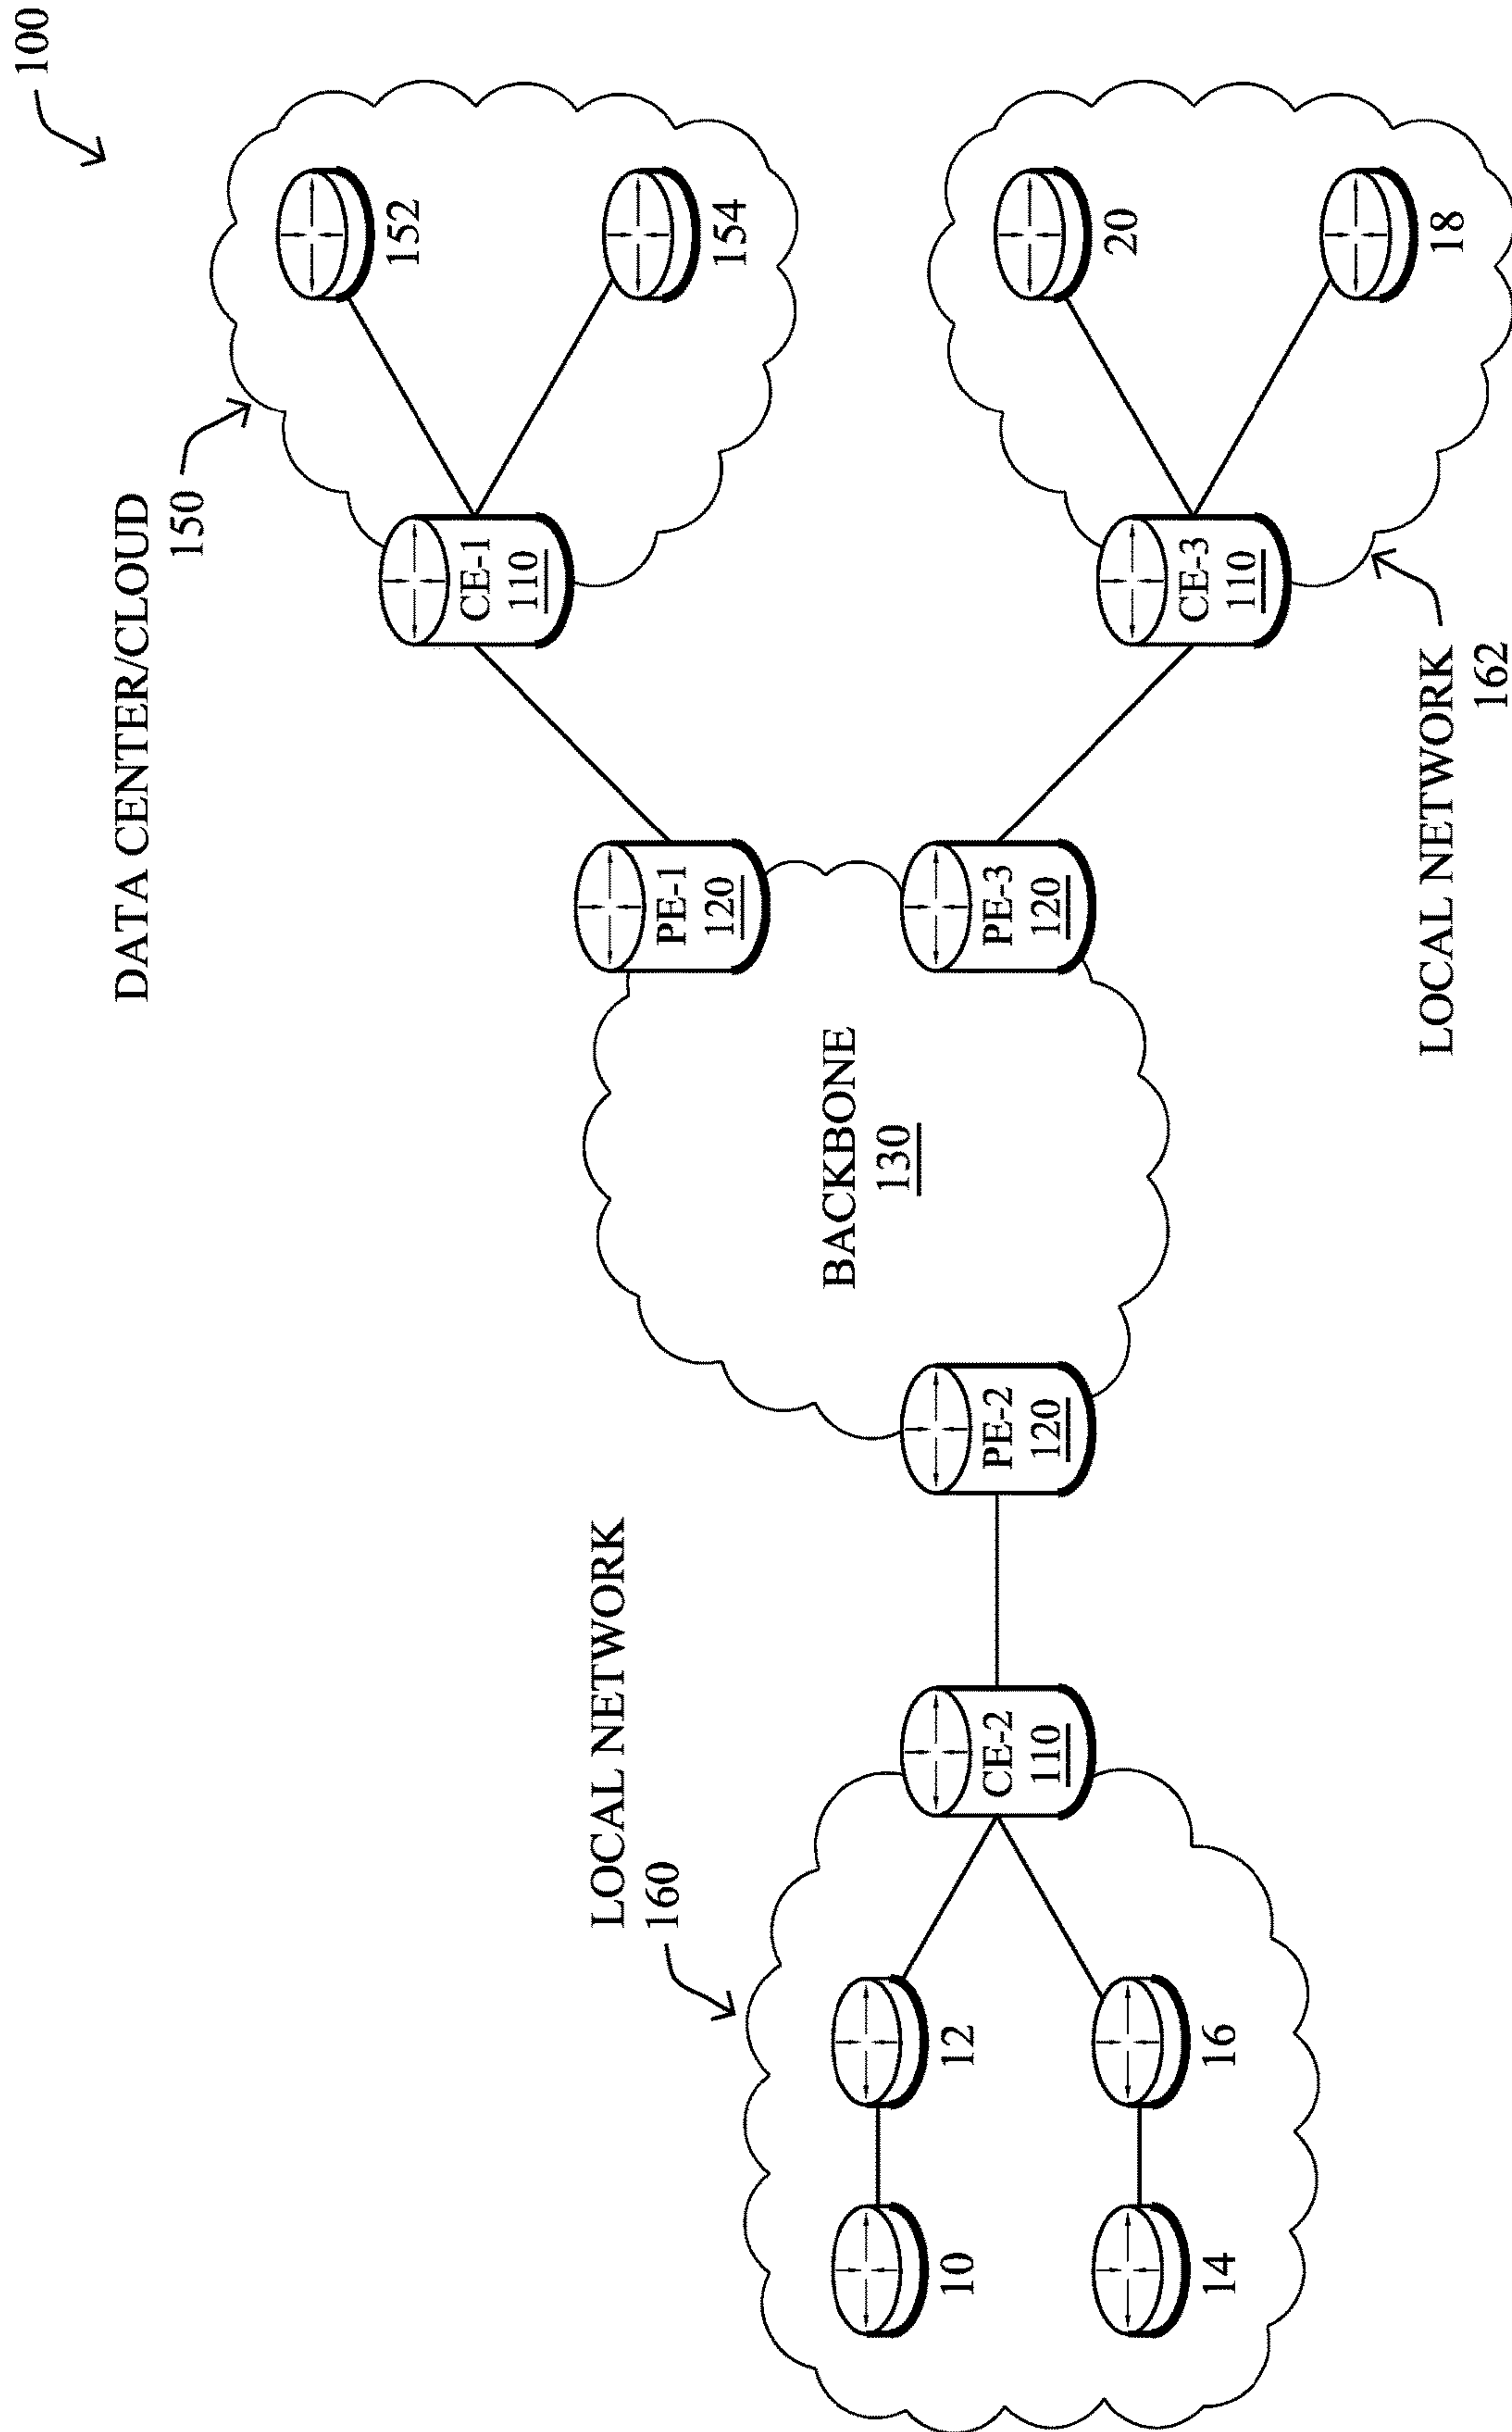 100
DATA CENTER/CLOUD
150
152
154
CE-1
110
PE-1
120
LOCAL NETWORK
160
BACKBONE
130
10
12
14
16
CE-2
110
PE-2
120
PE-3
120
CE-3
110
20
18
LOCAL NETWORK
162